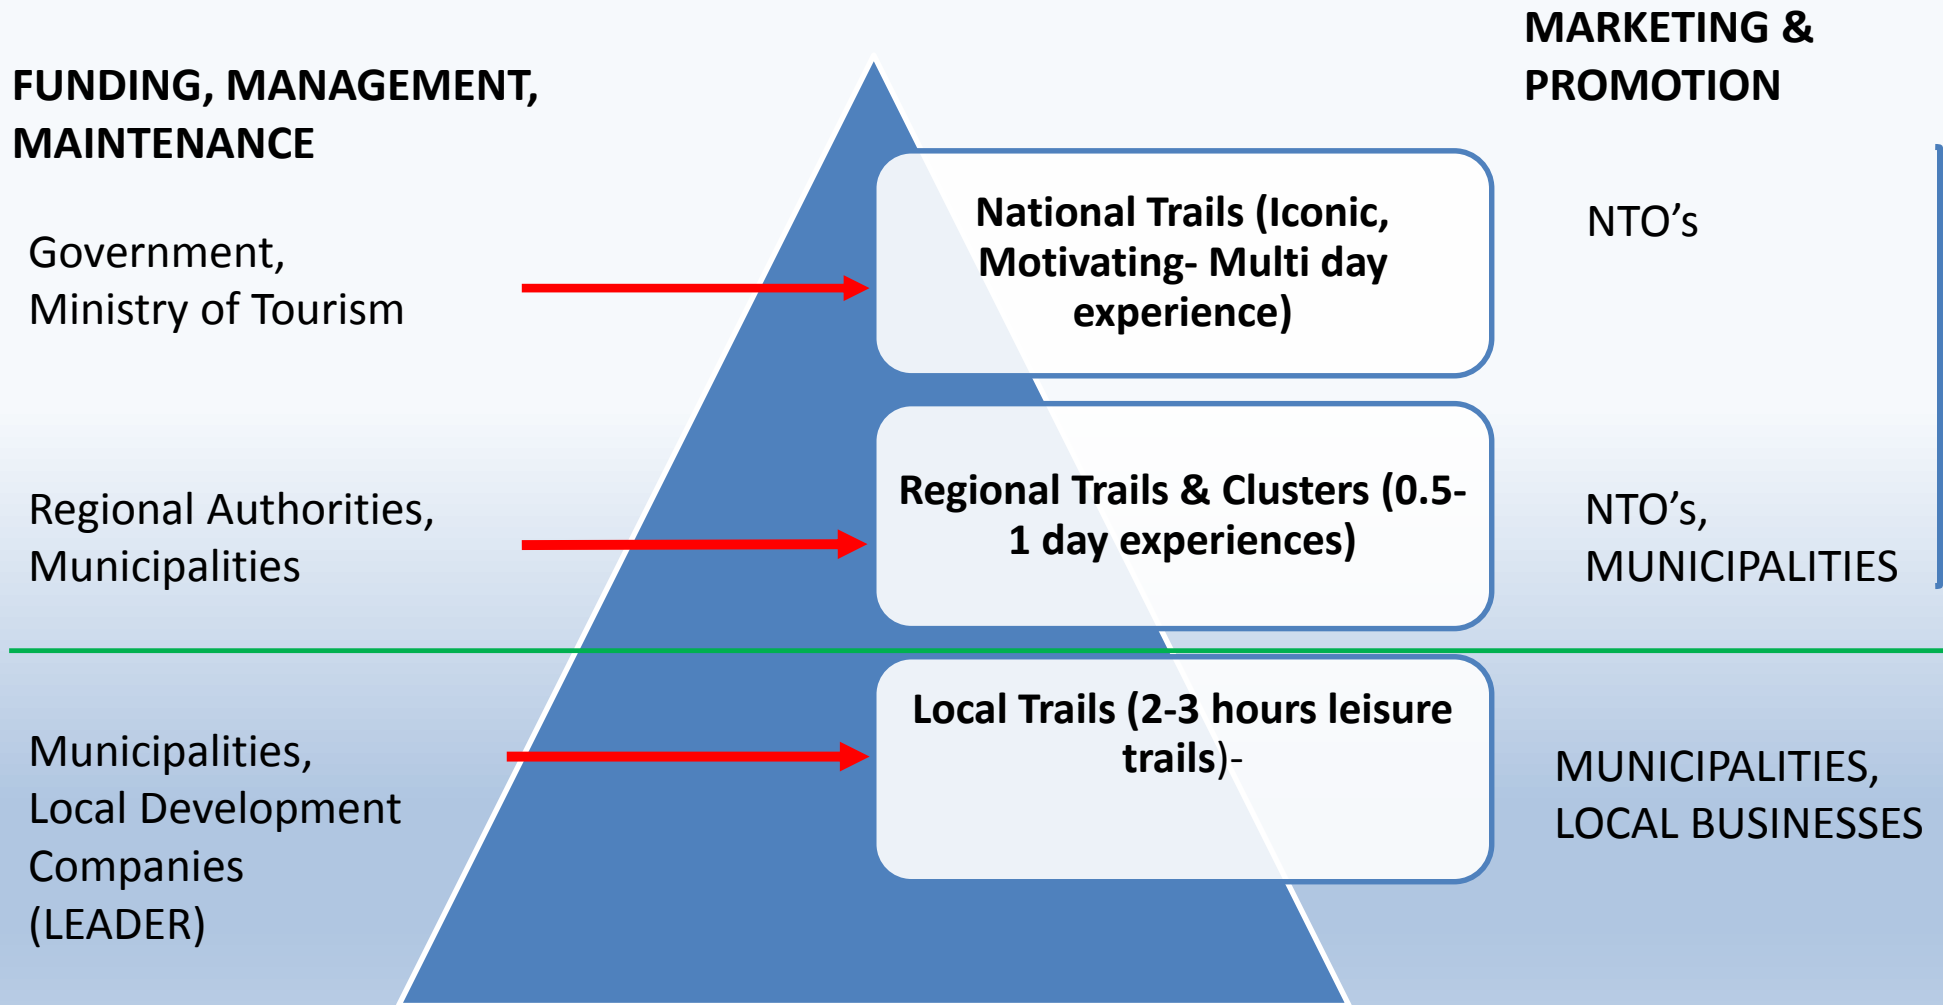 FUNDING, MANAGEMENT,
MAINTENANCE
MARKETING &
PROMOTION
Government,
Ministry of Tourism
National Trails (Iconic,
Motivating- Multi day
experience)
NTO’s
Regional Authorities,
Municipalities
Regional Trails & Clusters (0.5-
1 day experiences)
NTO’s,
MUNICIPALITIES
Municipalities,
Local Development
Companies
(LEADER)
Local Trails (2-3 hours leisure
trails)-
MUNICIPALITIES,
LOCAL BUSINESSES